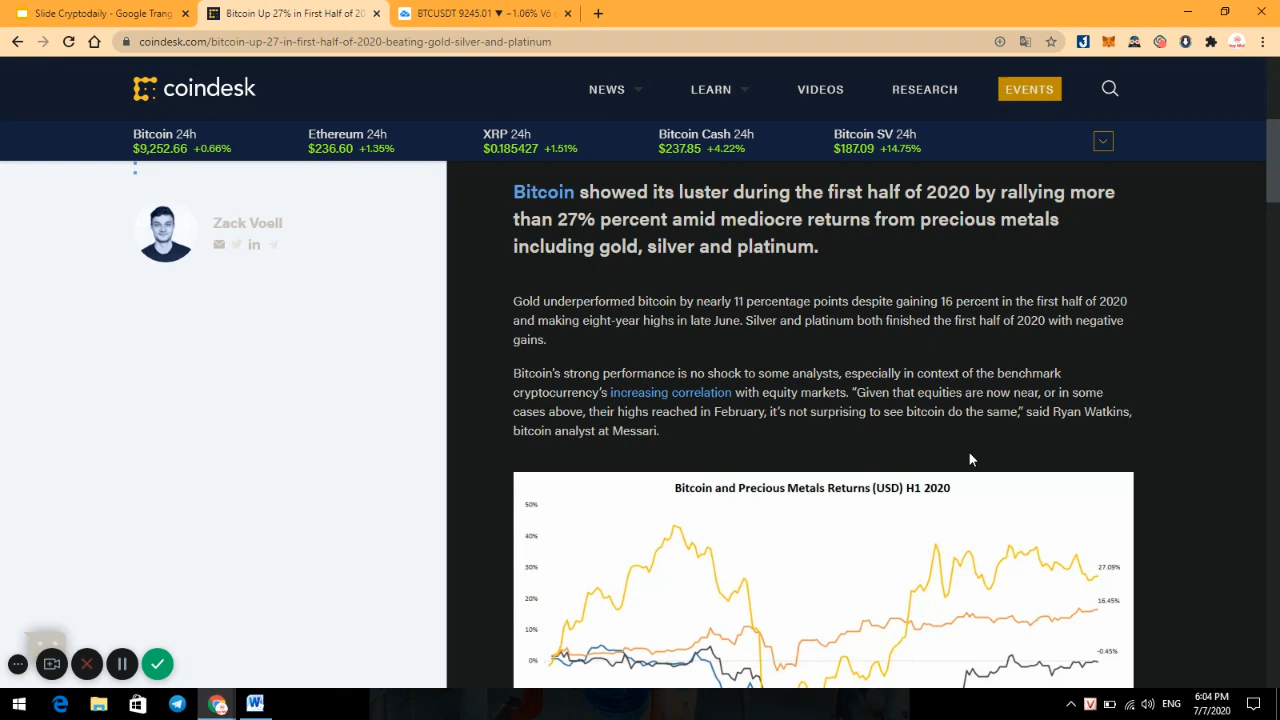 Slide Cryptodaily - Google Trang
Bitcoin Up 27% in First Half of 20
BTCUSDT 9245.01 ▼ −1.06% Vô
coindesk.com/bitcoin-up-27-in-first-half-of-2020-beating-gold-silver-and-platinum
coindesk
NEWS
LEARN
VIDEOS
RESEARCH
EVENTS
Bitcoin 24h
$9,252.66 +0.66%
Ethereum 24h
$236.60 +1.35%
XRP 24h
$0.185427 +1.51%
Bitcoin Cash 24h
$237.85 +4.22%
Bitcoin SV 24h
$187.09 +14.75%
Zack Voell
Bitcoin showed its luster during the first half of 2020 by rallying more
than 27% percent amid mediocre returns from precious metals
including gold, silver and platinum.
Gold underperformed bitcoin by nearly 11 percentage points despite gaining 16 percent in the first half of 2020
and making eight-year highs in late June. Silver and platinum both finished the first half of 2020 with negative
gains.
Bitcoin's strong performance is no shock to some analysts, especially in context of the benchmark
cryptocurrency's increasing correlation with equity markets. “Given that equities are now near, or in some
cases above, their highs reached in February, it's not surprising to see bitcoin do the same,” said Ryan Watkins,
bitcoin analyst at Messari.
Bitcoin and Precious Metals Returns (USD) H1 2020
50%
40%
30%
20%
10%
0%
27.09%
16.45%
-0.45%
ENG
6:04 PM
7/7/2020